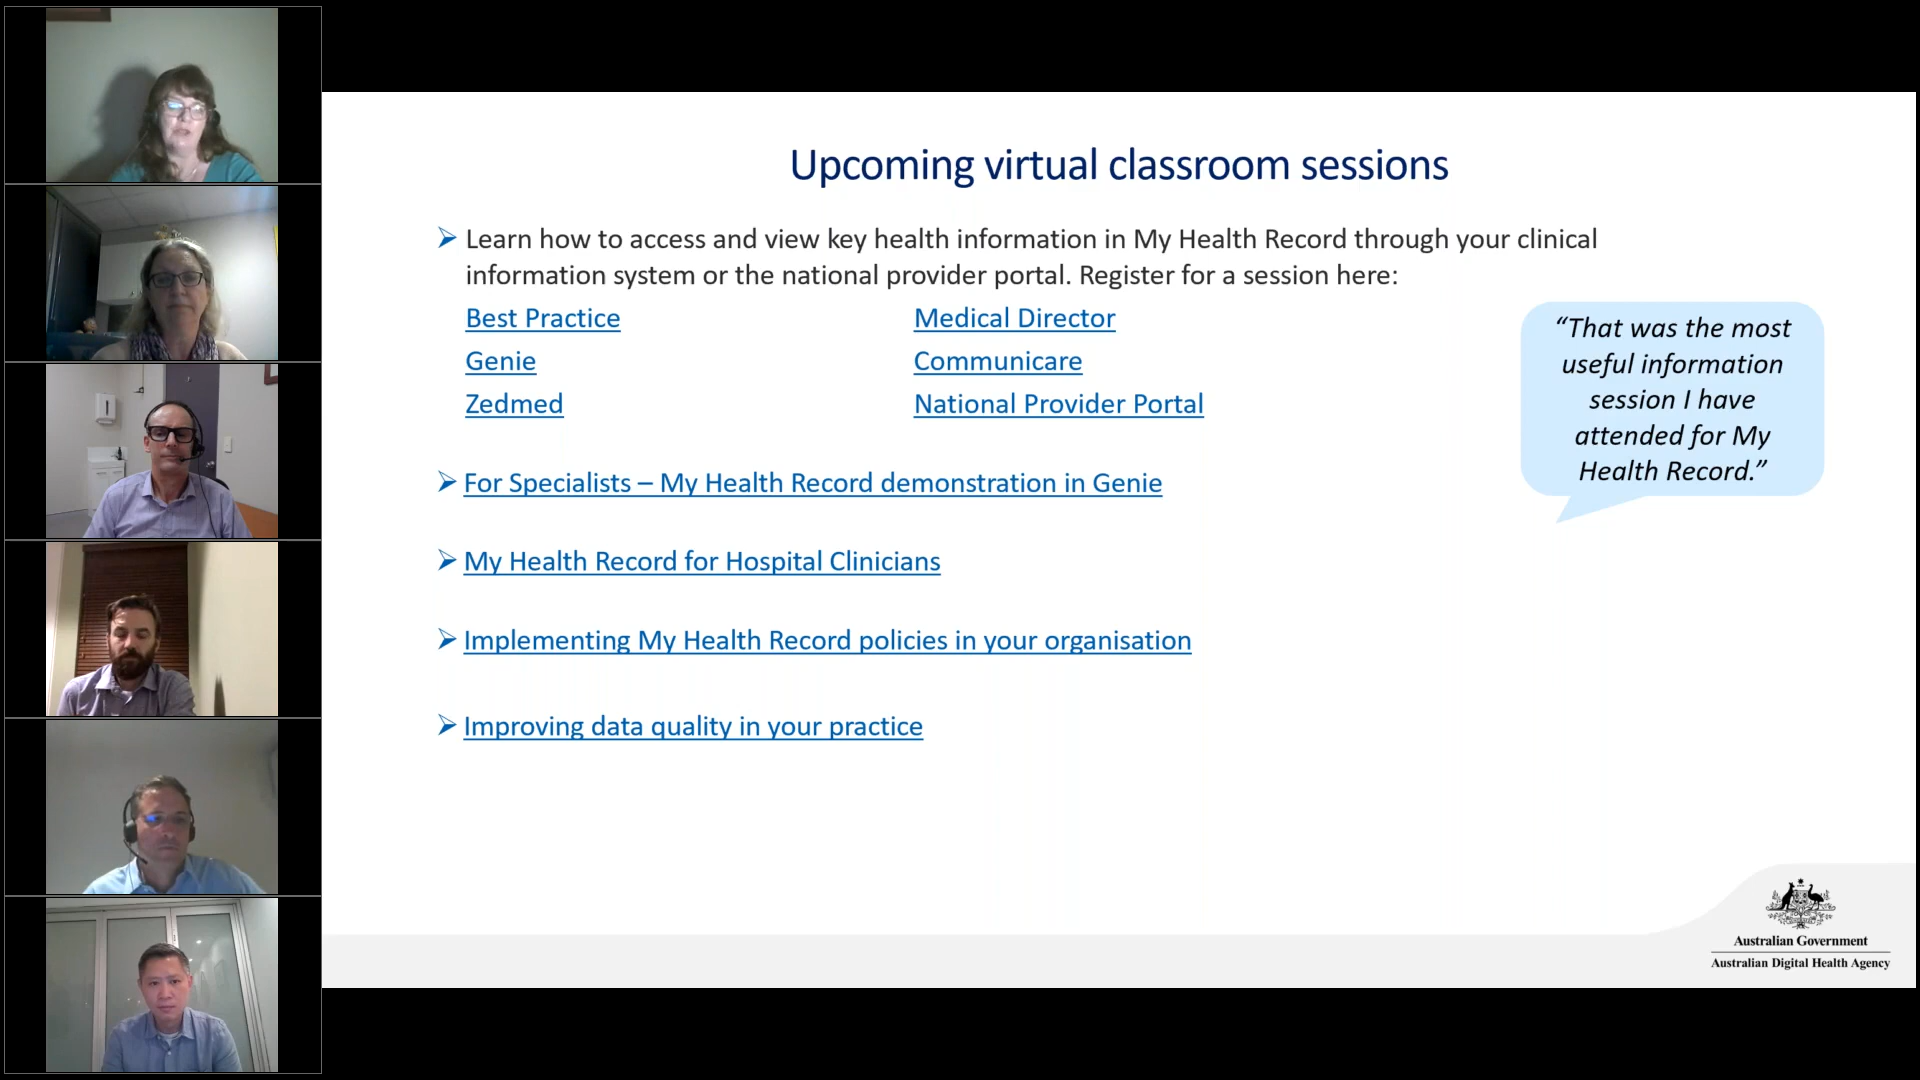 Upcoming virtual classroom sessions
➢ Learn how to access and view key health information in My Health Record through your clinical
information system or the national provider portal. Register for a session here:
Best Practice
Medical Director
Genie
Communicare
Zedmed
National Provider Portal
➢ For Specialists – My Health Record demonstration in Genie
➢ My Health Record for Hospital Clinicians
➢ Implementing My Health Record policies in your organisation
➢ Improving data quality in your practice
“That was the most
useful information
session I have
attended for My
Health Record.”
Australian Government
Australian Digital Health Agency